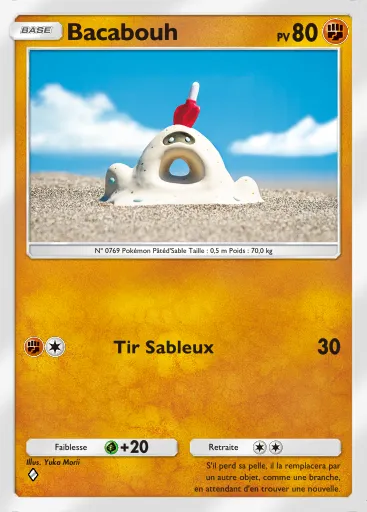 BASE
Bacabouh
PV 80
N° 0769 Pokémon Pâtéd'Sable Taille : 0,5 m Poids : 70,0 kg
Tir Sableux 30
Faiblesse +20 Retraite
Illus. Yuka Morii
S'il perd sa pelle, il la remplacera par
un autre objet, comme une branche,
en attendant d'en trouver une nouvelle.